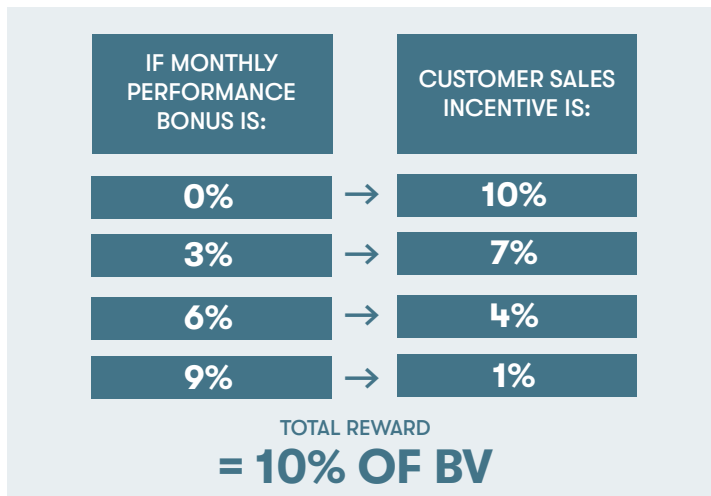 IF MONTHLY
PERFORMANCE
BONUS IS:
CUSTOMER SALES
INCENTIVE IS:
0% → 10%
3% → 7%
6% → 4%
9% → 1%
TOTAL REWARD
= 10% OF BV